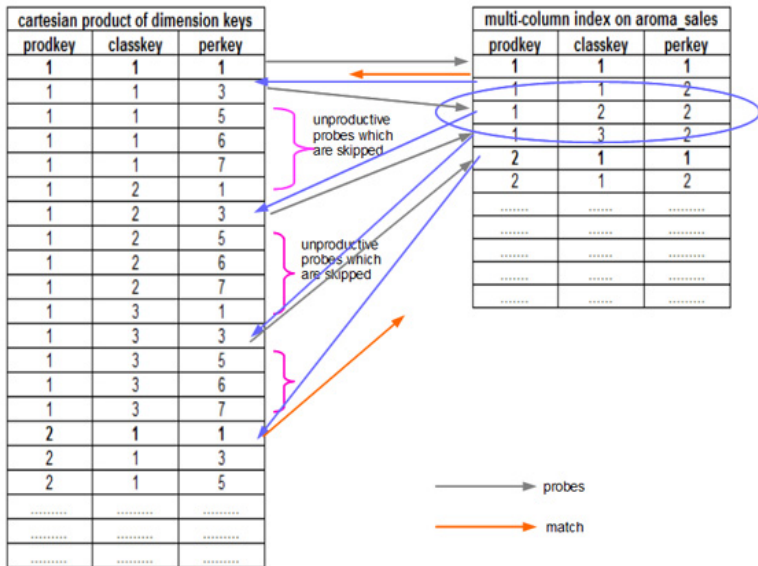 cartesian product of dimension keys
prodkey classkey perkey
1 1 1
1 1 3
1 1 5
1 1 6
1 1 7
1 2 1
1 2 3
1 2 5
1 2 6
1 2 7
1 3 1
1 3 3
1 3 5
1 3 6
1 3 7
2 1 1
2 1 3
2 1 5
......... ......... .........
......... ......... .........
......... ......... .........
unproductive
probes which
are skipped
unproductive
probes which
are skipped
multi-column index on aroma_sales
prodkey classkey perkey
1 1 1
1 1 2
1 2 2
1 3 2
2 1 1
2 1 2
....... ...... .......
....... ...... .......
....... ...... .......
....... ...... .......
....... ...... .......
probes
match